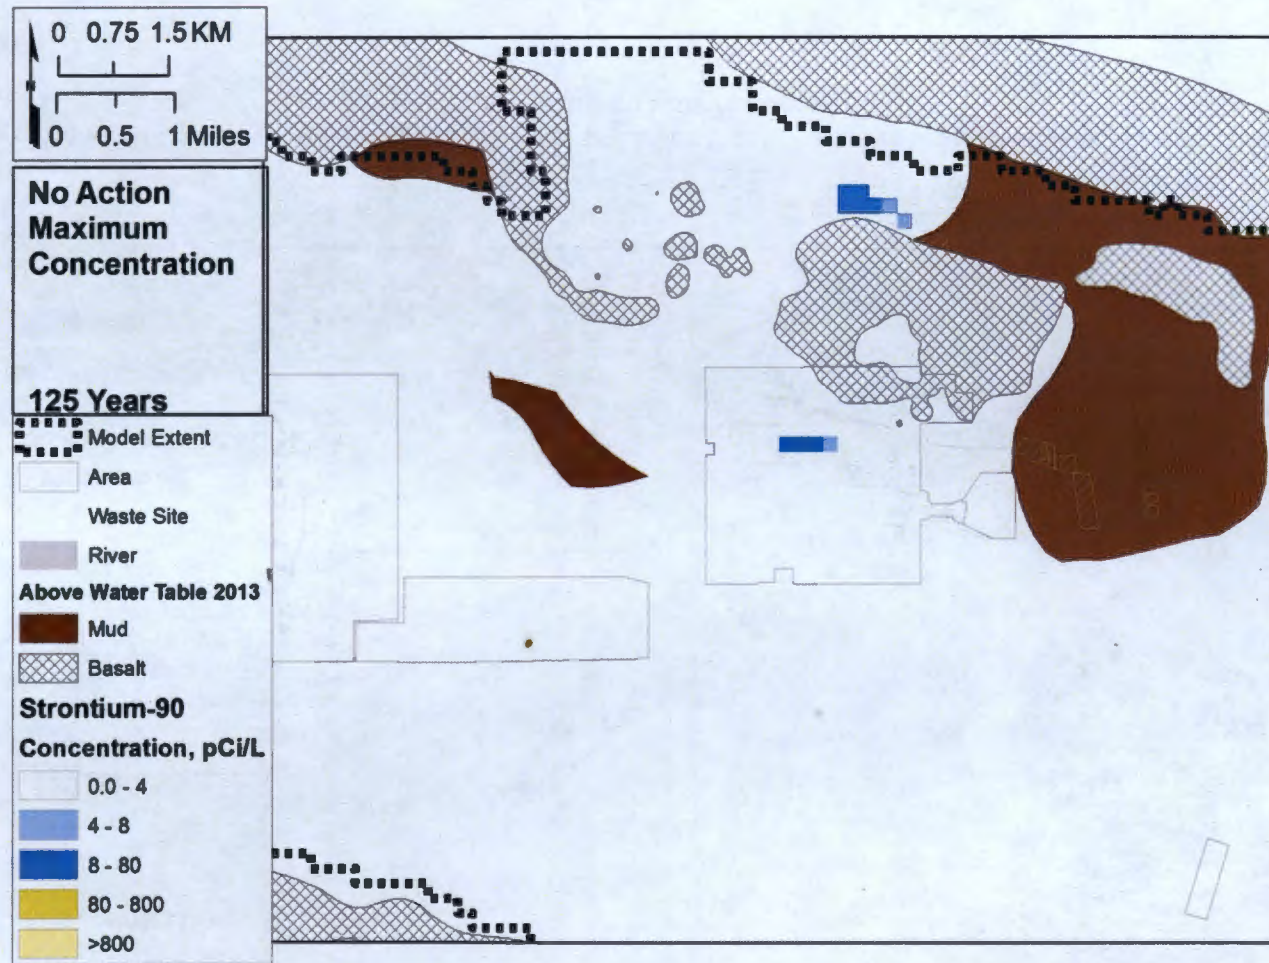 0 0.75 1.5 KM
0 0.5 1 Miles
No Action
Maximum
Concentration
125 Years
Model Extent
Area
Waste Site
River
Above Water Table 2013
Mud
Basalt
Strontium-90
Concentration, pCi/L
0.0 - 4
4 - 8
8 - 80
80 - 800
>800